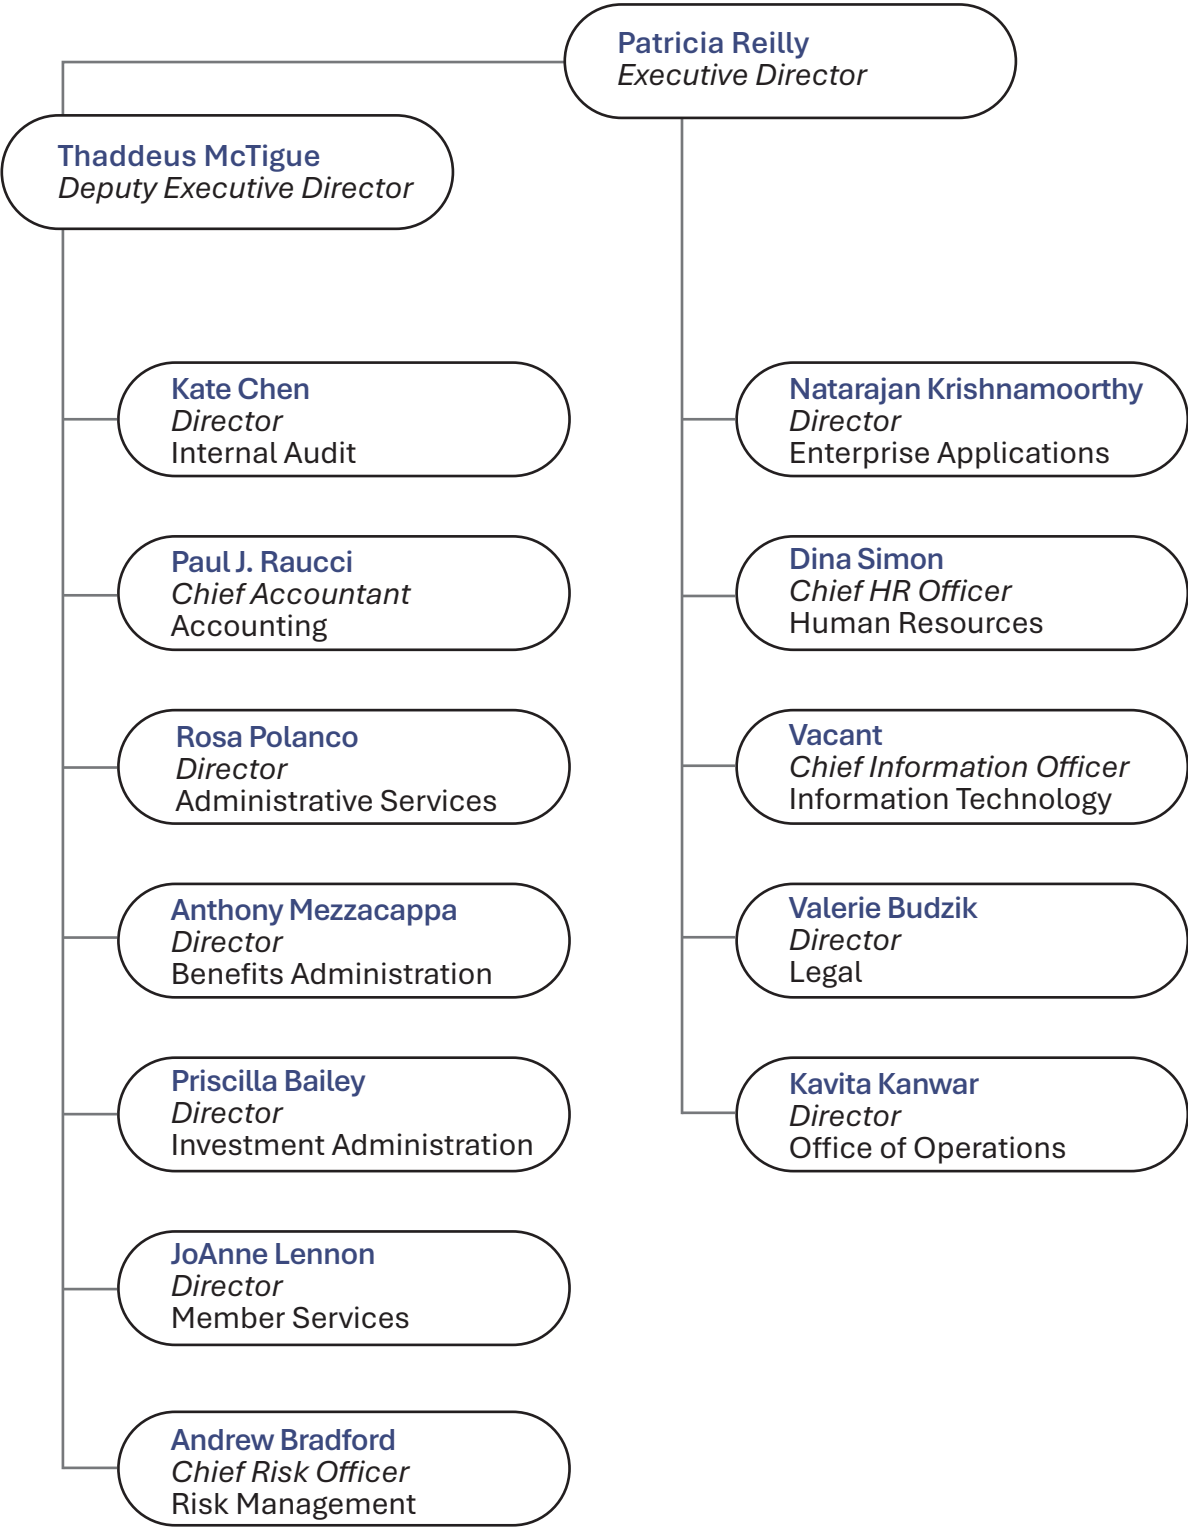 Patricia Reilly
Executive Director
Thaddeus McTigue
Deputy Executive Director
Kate Chen
Director
Internal Audit
Paul J. Raucci
Chief Accountant
Accounting
Rosa Polanco
Director
Administrative Services
Anthony Mezzacappa
Director
Benefits Administration
Priscilla Bailey
Director
Investment Administration
JoAnne Lennon
Director
Member Services
Andrew Bradford
Chief Risk Officer
Risk Management
Natarajan Krishnamoorthy
Director
Enterprise Applications
Dina Simon
Chief HR Officer
Human Resources
Vacant
Chief Information Officer
Information Technology
Valerie Budzik
Director
Legal
Kavita Kanwar
Director
Office of Operations